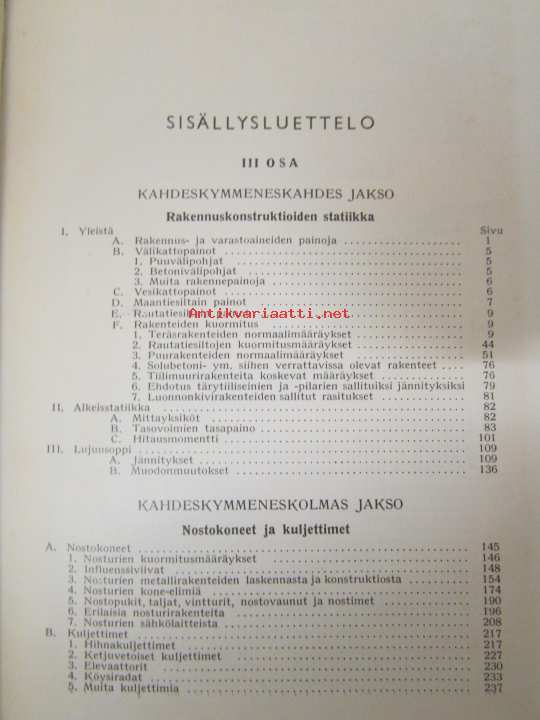 SISÄLLYSLUETTELO
III OSA
KAHDESKYMMENESKAHDES JAKSO
Rakennuskonstruktioiden statiikka
I. Yleistä Sivu
A. Rakennus- ja varastoaineiden painoja 1
B. Välikattopainot 5
1. Puuvälipohjat 5
2. Betonivälipohjat 5
3. Muita rakennepainoja 6
C. Vesikattopainot 6
D. Maantiesiltain painot 7
Antikvariaatti.net
E. Rautatiesiltain 9
F. Rakenteiden kuormitus 9
1. Teräsrakenteiden normaalimääräykset 9
2. Rautatiesiltojen kuormitusmääräykset 44
3. Puurakenteiden normaalimääräykset 51
4. Solubetoni- ym. siihen verrattavissa olevat rakenteet 76
5. Tiilimuurirakenteita koskevat määräykset 76
6. Ehdotus tärytiiliseinien ja -pilarien sallituiksi jännityksiksi 79
7. Luonnonkivirakenteiden sallitut rasitukset 81
II. Alkeisstatiikka 82
A. Mittayksiköt 82
B. Tasovoimien tasapaino 83
C. Hitausmomentti 101
III. Lujuusoppi 109
A. Jännitykset 109
B. Muodonmuutokset 136
KAHDESKYMMENESKOLMAS JAKSO
Nostokoneet ja kuljettimet
A. Nostokoneet 145
1. Nosturien kuormitusmääräykset 146
2. Influenssiviivat 148
3. Nosturien metallirakenteiden laskennasta ja konstruktiosta 154
4. Nosturien kone-elimiä 174
5. Nostopukit, taljat, vintturit, nostovaunut ja nostimet 190
6. Erilaisia nosturirakenteita 196
7. Nosturien sähkölaitteista 208
B. Kuljettimet 217
1. Hihnakuljettimet 217
2. Ketjuvetoiset kuljettimet 227
3. Elevaattorit 230
4. Köysiradat 233
5. Muita kuljettimia 237